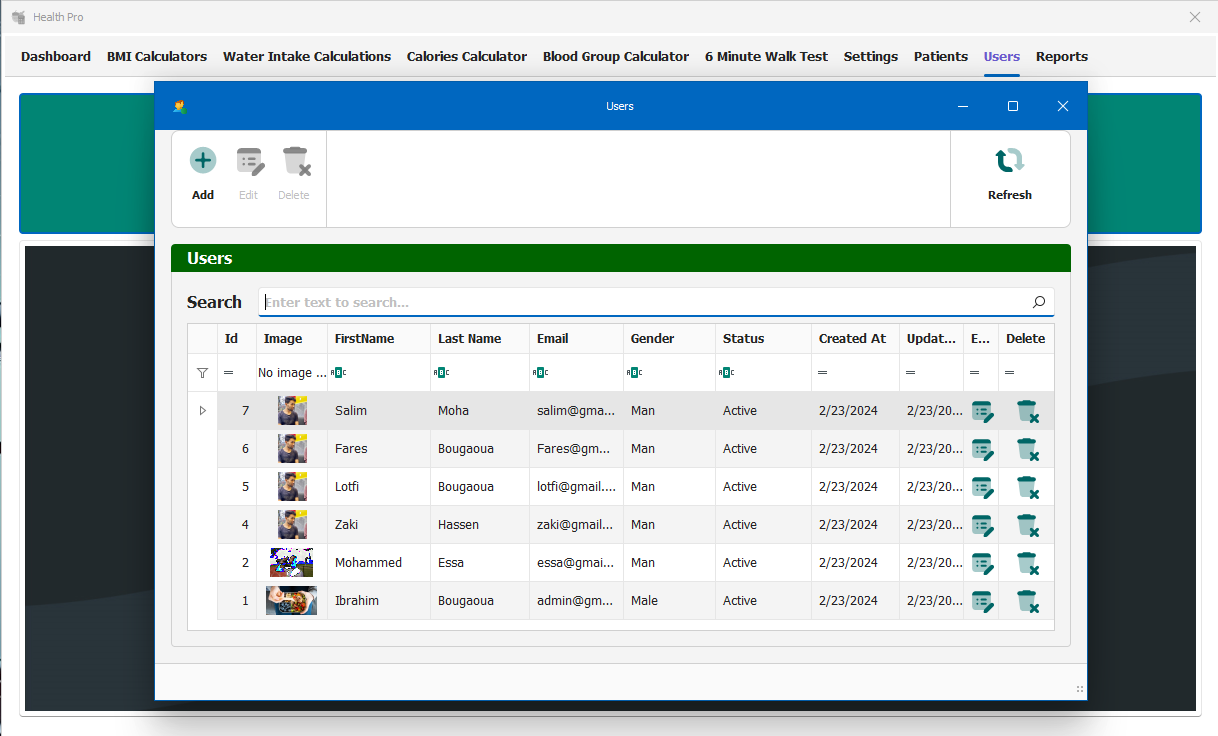 Health Pro
Dashboard BMI Calculators Water Intake Calculations Calories Calculator Blood Group Calculator 6 Minute Walk Test Settings Patients Users Reports
Users
Add Edit Delete Refresh
Users
Search Enter text to search...
Id Image FirstName Last Name Email Gender Status Created At Updat... E... Delete
= No image ... ABC ABC ABC ABC ABC = = = =
7 Salim Moha salim@gma... Man Active 2/23/2024 2/23/20...
6 Fares Bougaoua Fares@gm... Man Active 2/23/2024 2/23/20...
5 Lotfi Bougaoua lotfi@gmail.... Man Active 2/23/2024 2/23/20...
4 Zaki Hassen zaki@gmail... Man Active 2/23/2024 2/23/20...
2 Mohammed Essa essa@gmai... Man Active 2/23/2024 2/23/20...
1 Ibrahim Bougaoua admin@gm... Male Active 2/23/2024 2/23/20...